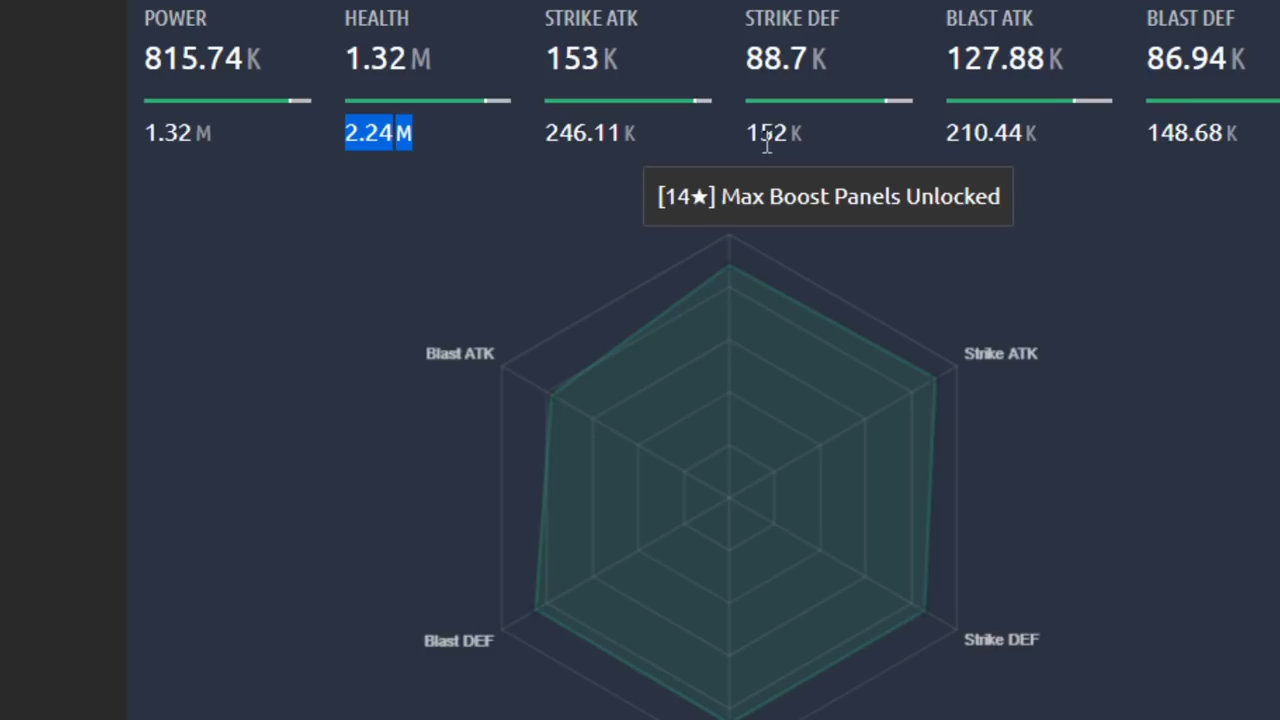 POWER HEALTH STRIKE ATK STRIKE DEF BLAST ATK BLAST DEF
815.74 K 1.32 M 153 K 88.7 K 127.88 K 86.94 K
1.32 M 2.24 M 246.11 K 152 K 210.44 K 148.68 K
[14★] Max Boost Panels Unlocked
Blast ATK Strike ATK
Blast DEF Strike DEF